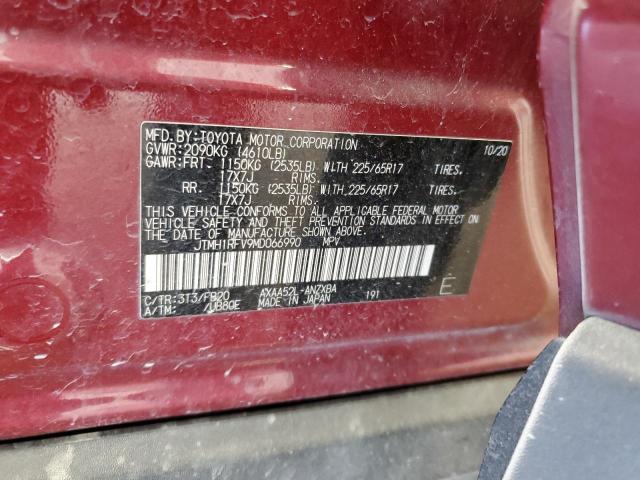 MFD. BY: TOYOTA MOTOR CORPORATION 10/20
GVWR: 2090KG (4610LB)
GAWR: FRT. 1150KG (2535LB) WITH 225/65R17 TIRES.
17X7J RIMS.
RR. 1150KG (2535LB) WITH 225/65R17 TIRES.
17X7J RIMS.
THIS VEHICLE CONFORMS TO ALL APPLICABLE FEDERAL MOTOR
VEHICLE SAFETY AND THEFT PREVENTION STANDARDS IN EFFECT ON
THE DATE OF MANUFACTURE SHOWN ABOVE.
JTMH1RFV9MD066990 MPV
C/TR: 3T3/FB20 AXAA52L-ANZXBA
A/TM: /UB80E MADE IN JAPAN 191 E